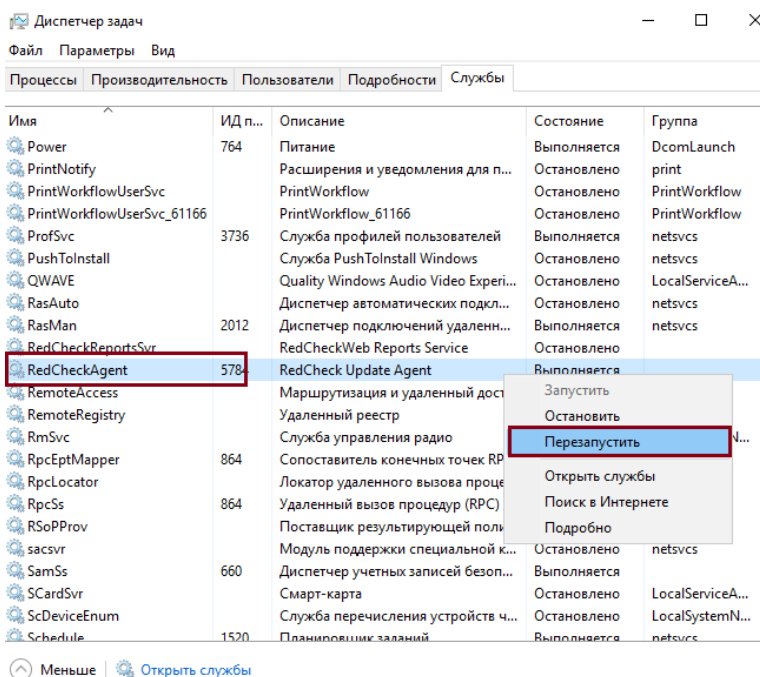 Диспетчер задач
Файл Параметры Вид
Процессы Производительность Пользователи Подробности Службы
Имя ИД п... Описание Состояние Группа
Power 764 Питание Выполняется DcomLaunch
PrintNotify Расширения и уведомления для п... Остановлено print
PrintWorkflowUserSvc PrintWorkflow Остановлено PrintWorkflow
PrintWorkflowUserSvc_61166 PrintWorkflow_61166 Остановлено PrintWorkflow
ProfSvc 3736 Служба профилей пользователей Выполняется netsvcs
PushToInstall Служба PushToInstall Windows Остановлено netsvcs
QWAVE Quality Windows Audio Video Experi... Остановлено LocalServiceA...
RasAuto Диспетчер автоматических подкл... Остановлено netsvcs
RasMan 2012 Диспетчер подключений удаленн... Выполняется netsvcs
RedCheckReportsSvr RedCheckWeb Reports Service Остановлено
RedCheckAgent 5784 RedCheck Update Agent Выполняется
RemoteAccess Маршрутизация и удаленный дост Запустить
RemoteRegistry Удаленный реестр Остановить
RmSvc Служба управления радио Перезапустить
RpcEptMapper 864 Сопоставитель конечных точек RP
RpcLocator Локатор удаленного вызова проце Открыть службы
RpcSs 864 Удаленный вызов процедур (RPC) Поиск в Интернете
RSoPProv Поставщик результирующей поли Подробно
sacsvr Модуль поддержки специальной к... Остановлено netsvcs
SamSs 660 Диспетчер учетных записей безоп... Выполняется
SCardSvr Смарт-карта Остановлено LocalServiceA...
ScDeviceEnum Служба перечисления устройств ч... Остановлено LocalSystemN...
Schedule 1520 Планировщик заданий Выполняется netsvcs
Меньше Открыть службы